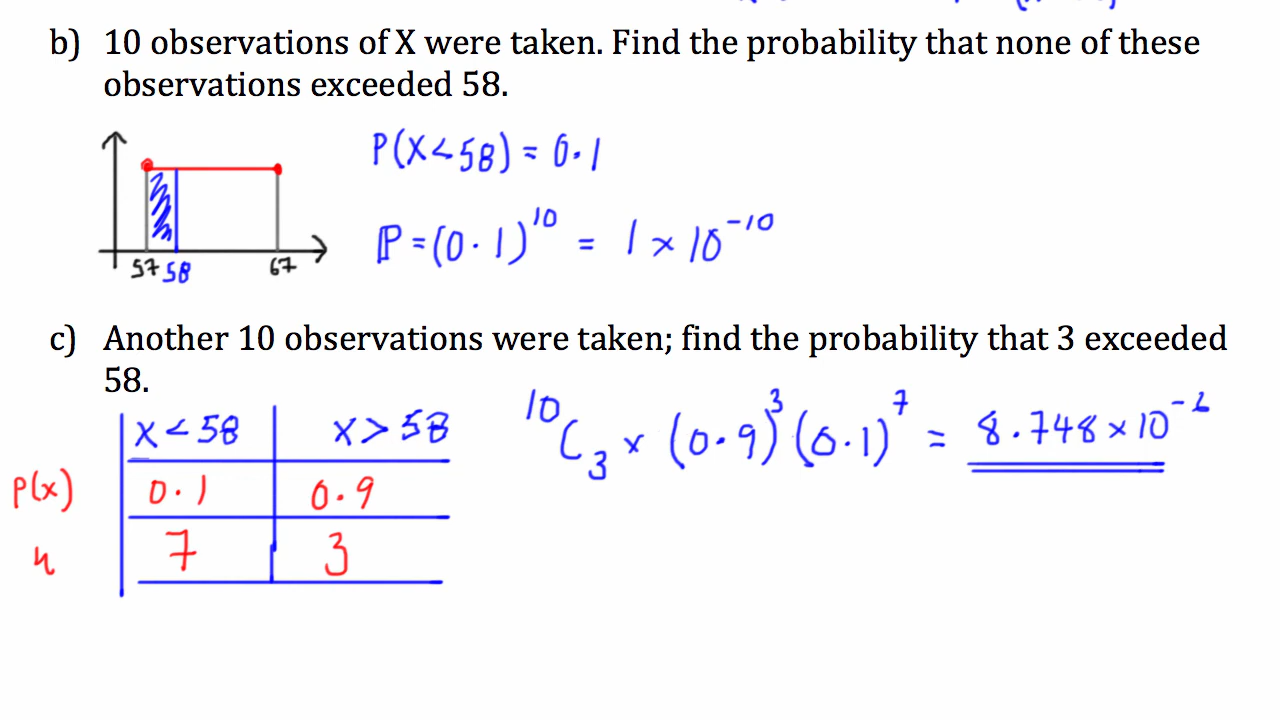 b) 10 observations of X were taken. Find the probability that none of these
observations exceeded 58.
P(X<58) = 0.1
ℙ = (0.1)^10 = 1 × 10^-10
57 58 67
c) Another 10 observations were taken; find the probability that 3 exceeded
58.
X < 58 X > 58
10C3 × (0.9)^3 (0.1)^7 = 8.748 × 10
P(x) 0.1 0.9
7 3